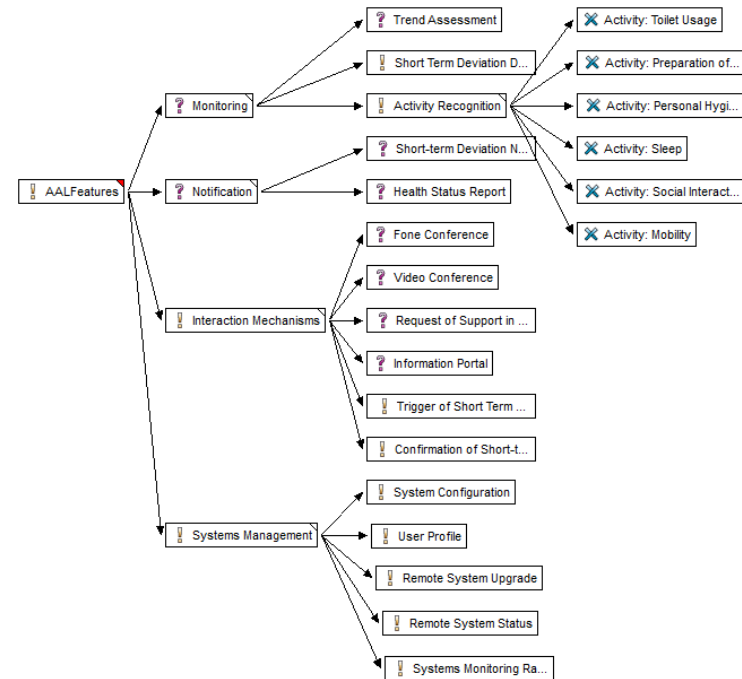 Trend Assessment
Activity: Toilet Usage
Short Term Deviation D...
Activity: Preparation of...
Monitoring
Activity Recognition
Activity: Personal Hygi...
Short-term Deviation N...
Activity: Sleep
AALFeatures
Notification
Health Status Report
Activity: Social Interact...
Fone Conference
Activity: Mobility
Video Conference
Interaction Mechanisms
Request of Support in ...
Information Portal
Trigger of Short Term ...
Confirmation of Short-t...
System Configuration
Systems Management
User Profile
Remote System Upgrade
Remote System Status
Systems Monitoring Ra...